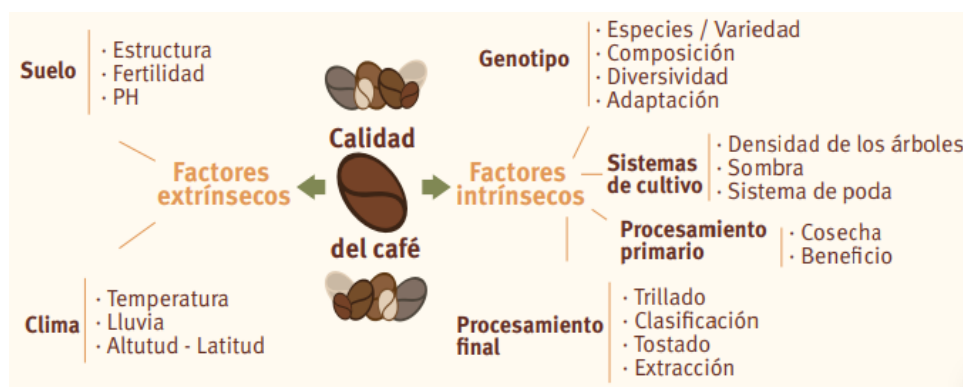 Calidad
del café
Factores
extrínsecos
Suelo
· Estructura
· Fertilidad
· PH
Clima
· Temperatura
· Lluvia
· Altutud - Latitud
Factores
intrínsecos
Genotipo
· Especies / Variedad
· Composición
· Diversividad
· Adaptación
Sistemas
de cultivo
· Densidad de los árboles
· Sombra
· Sistema de poda
Procesamiento
primario
· Cosecha
· Beneficio
Procesamiento
final
· Trillado
· Clasificación
· Tostado
· Extracción